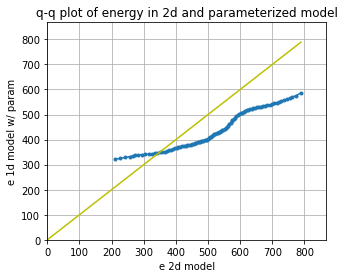 q-q plot of energy in 2d and parameterized model
e 1d model w/ param
800
700
600
500
400
300
200
100
0
0 100 200 300 400 500 600 700 800
e 2d model